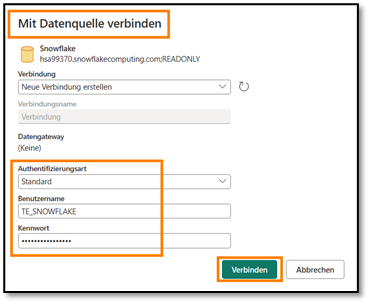 Mit Datenquelle verbinden
Snowflake
hsa99370.snowflakecomputing.com;READONLY
Verbindung
Neue Verbindung erstellen
Verbindungsname
Verbindung
Datengateway
(Keine)
Authentifizierungsart
Standard
Benutzername
TE_SNOWFLAKE
Kennwort
••••••••••••••••
Verbinden
Abbrechen